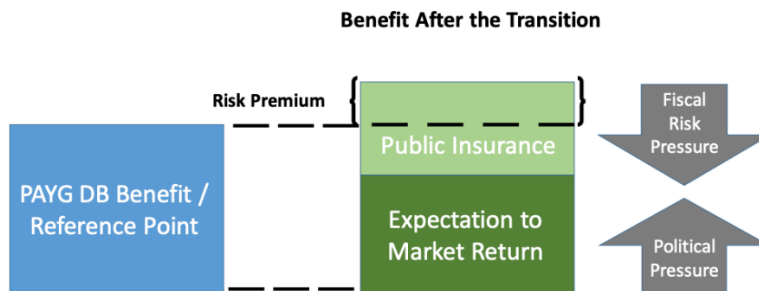 Benefit After the Transition
Risk Premium
Fiscal
Risk
Pressure
Public Insurance
PAYG DB Benefit /
Reference Point
Expectation to
Market Return
Political
Pressure